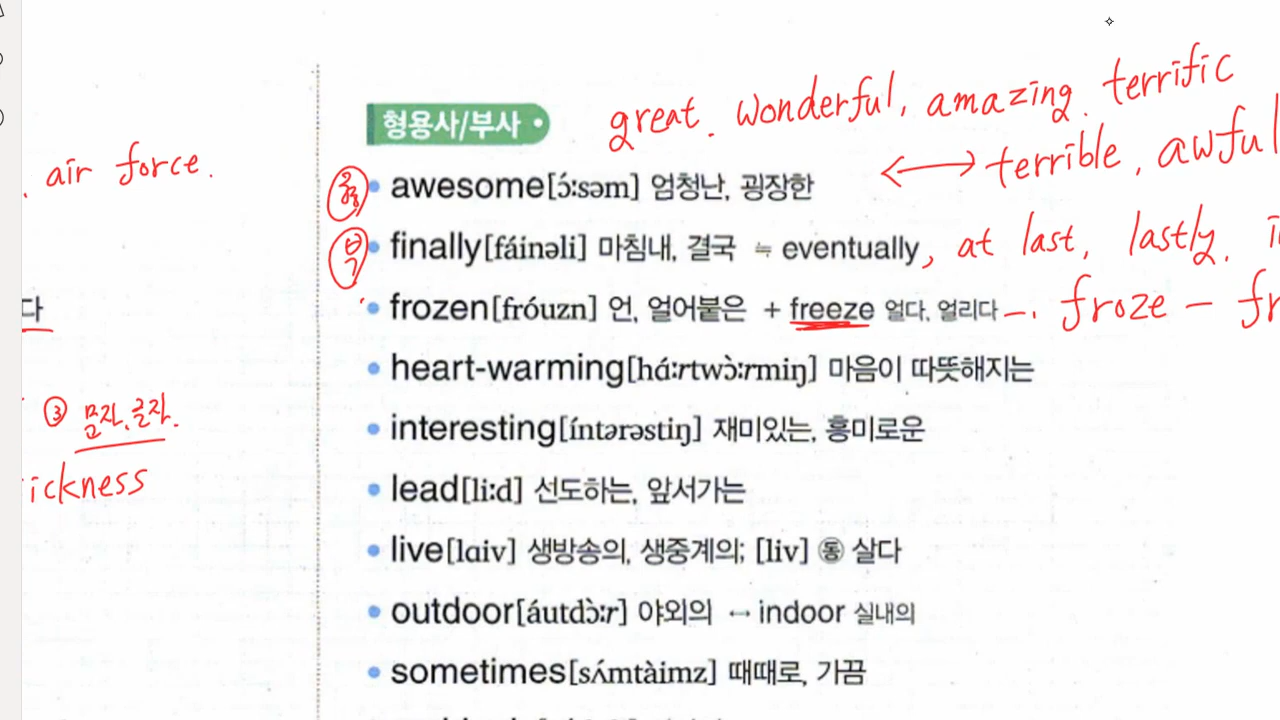 형용사/부사
great. wonderful, amazing. terrific
air force.
↔ terrible, awful
형 awesome[ɔ́ːsəm] 엄청난, 굉장한
부 finally[fáinəli] 마침내, 결국 ≒ eventually, at last, lastly.
frozen[fróuzn] 언, 얼어붙은 + freeze 얼다, 얼리다 - froze -
다
heart-warming[hάːrtwɔ̀ːrmiŋ] 마음이 따뜻해지는
③ 문자, 글자.
interesting[íntərəstiŋ] 재미있는, 흥미로운
ickness
lead[liːd] 선도하는, 앞서가는
live[laiv] 생방송의, 생중계의; [liv] 동 살다
outdoor[áutdɔ̀ːr] 야외의 ↔ indoor 실내의
sometimes[sʌ́mtàimz] 때때로, 가끔